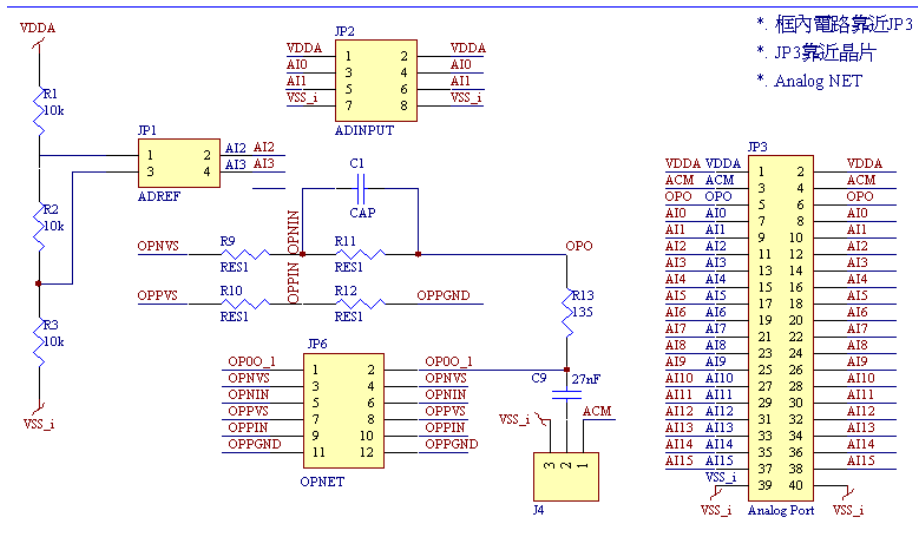 VDDA
R1
10k
R2
10k
R3
10k
VSS_i
JP1
1 2
3 4
AI2 AI2
AI3 AI3
ADREF
JP2
VDDA 1 2 VDDA
AI0 3 4 AI0
AI1 5 6 AI1
VSS_i 7 8 VSS_i
ADINPUT
*. 框內電路靠近JP3
*. JP3靠近晶片
*. Analog NET
C1
CAP
OPNIN
OPPIN
OPNVS
R9
RES1
R11
RES1
OPO
OPPVS
R10
RES1
R12
RES1
OPPGND
R13
135
JP6
OP0O_1 1 2 OP0O_1
OPNVS 3 4 OPNVS
OPNIN 5 6 OPNIN
OPPVS 7 8 OPPVS
OPPIN 9 10 OPPIN
OPPGND 11 12 OPPGND
OPNET
C9 27nF
VSS_i
ACM
3 2 1
J4
JP3
VDDA VDDA 1 2 VDDA
ACM ACM 3 4 ACM
OPO OPO 5 6 OPO
AI0 AI0 7 8 AI0
AI1 AI1 9 10 AI1
AI2 AI2 11 12 AI2
AI3 AI3 13 14 AI3
AI4 AI4 15 16 AI4
AI5 AI5 17 18 AI5
AI6 AI6 19 20 AI6
AI7 AI7 21 22 AI7
AI8 AI8 23 24 AI8
AI9 AI9 25 26 AI9
AI10 AI10 27 28 AI10
AI11 AI11 29 30 AI11
AI12 AI12 31 32 AI12
AI13 AI13 33 34 AI13
AI14 AI14 35 36 AI14
AI15 AI15 37 38 AI15
VSS_i 39 40
VSS_i Analog Port VSS_i